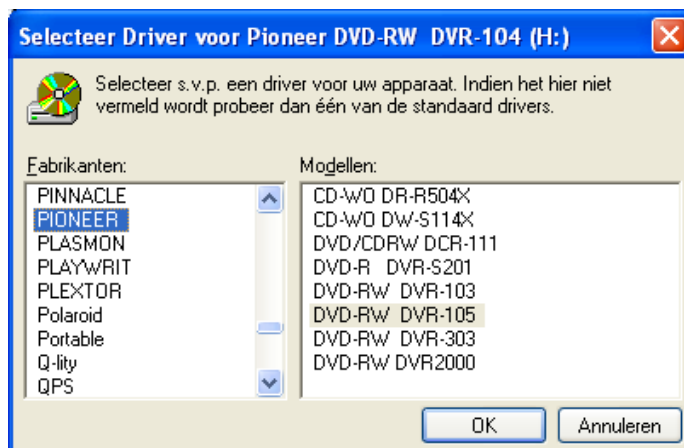 Selecteer Driver voor Pioneer DVD-RW  DVR-104 (H:)
Selecteer s.v.p. een driver voor uw apparaat. Indien het hier niet
vermeld wordt probeer dan één van de standaard drivers.
Fabrikanten:
PINNACLE
PIONEER
PLASMON
PLAYWRIT
PLEXTOR
Polaroid
Portable
Q-lity
QPS
Modellen:
CD-WO DR-R504X
CD-WO DW-S114X
DVD/CDRW DCR-111
DVD-R   DVR-S201
DVD-RW  DVR-103
DVD-RW  DVR-105
DVD-RW  DVR-303
DVD-RW DVR2000
OK
Annuleren